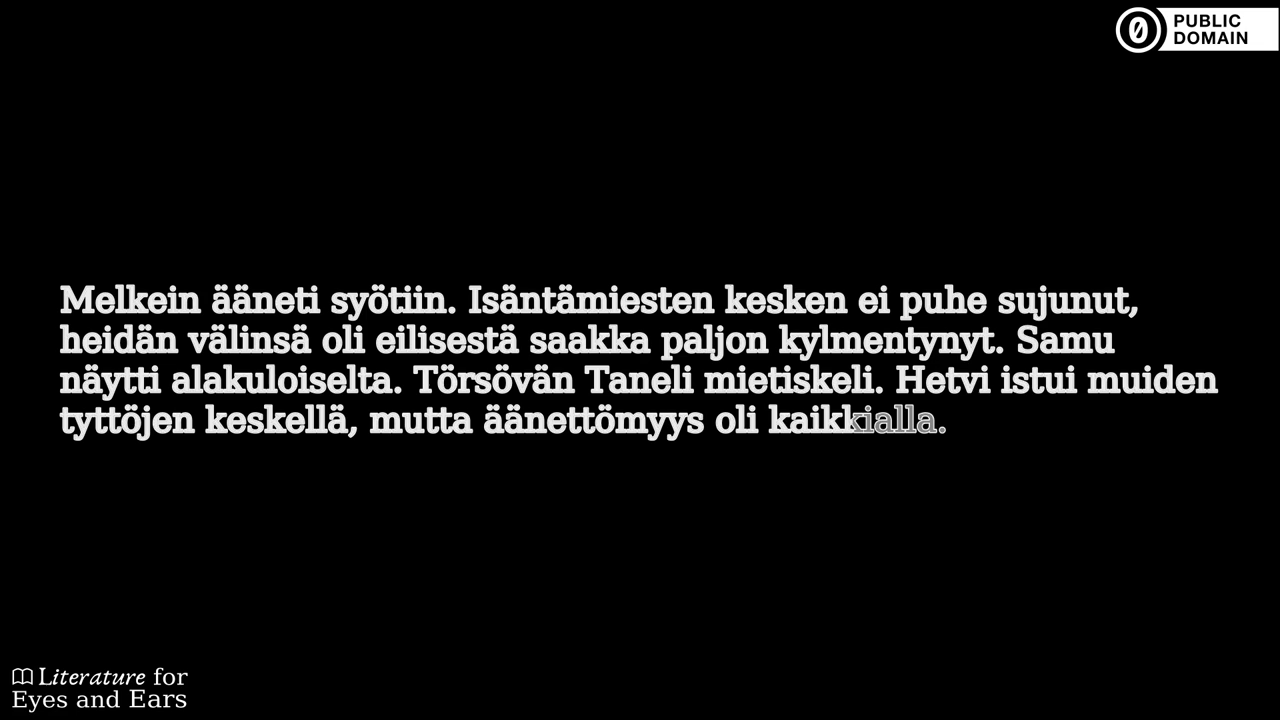 PUBLIC
DOMAIN
Melkein ääneti syötiin. Isäntämiesten kesken ei puhe sujunut,
heidän välinsä oli eilisestä saakka paljon kylmentynyt. Samu
näytti alakuloiselta. Törsövän Taneli mietiskeli. Hetvi istui muiden
tyttöjen keskellä, mutta äänettömyys oli kaikkialla.
Literature for
Eyes and Ears